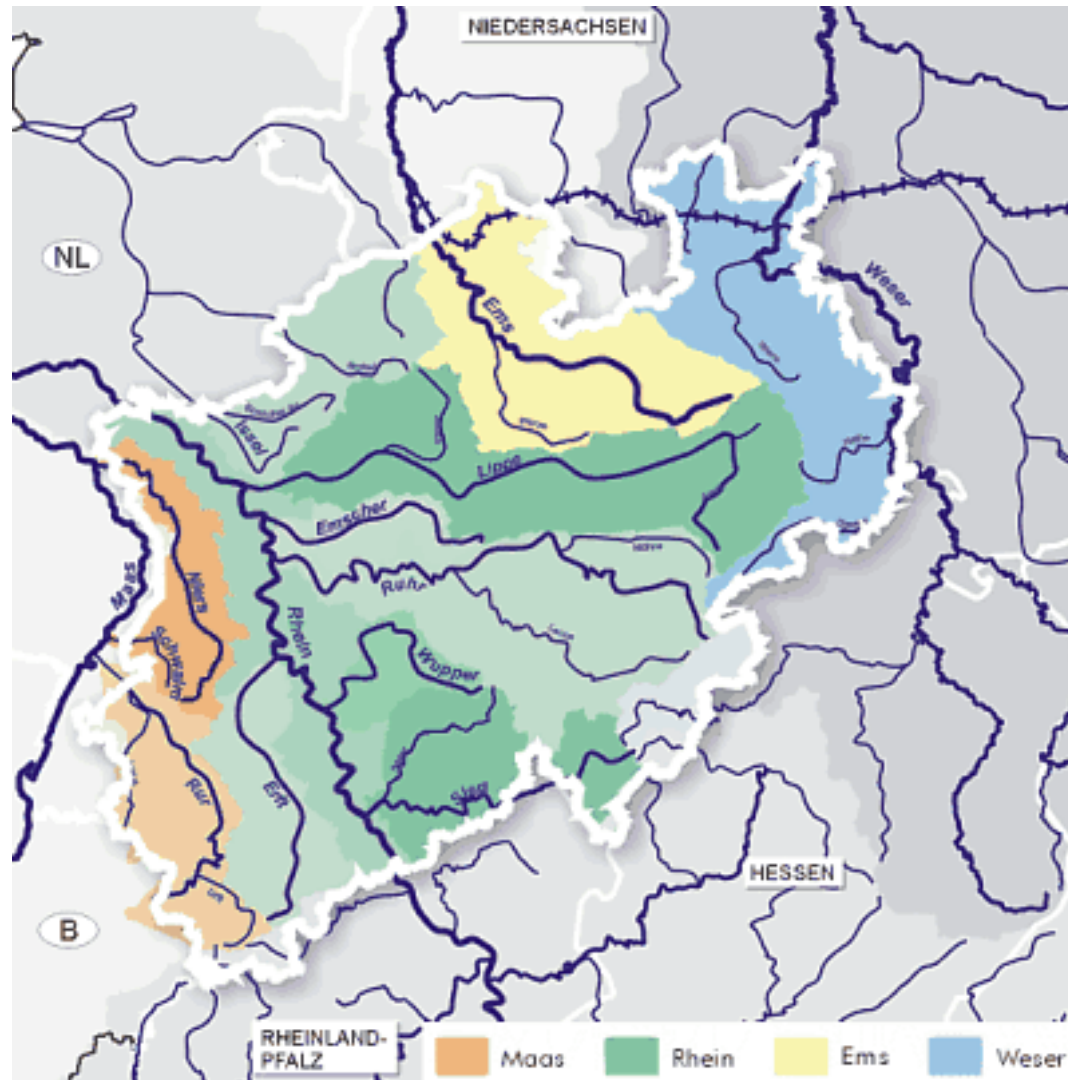 NIEDERSACHSEN
NL
Weser
Ems
Issel
Lippe
Emscher
Maas
Niers
Ruhr
Rhein
Schwalm
Wupper
Rur
Erft
Sieg
HESSEN
B
RHEINLAND-
PFALZ
Maas
Rhein
Ems
Weser